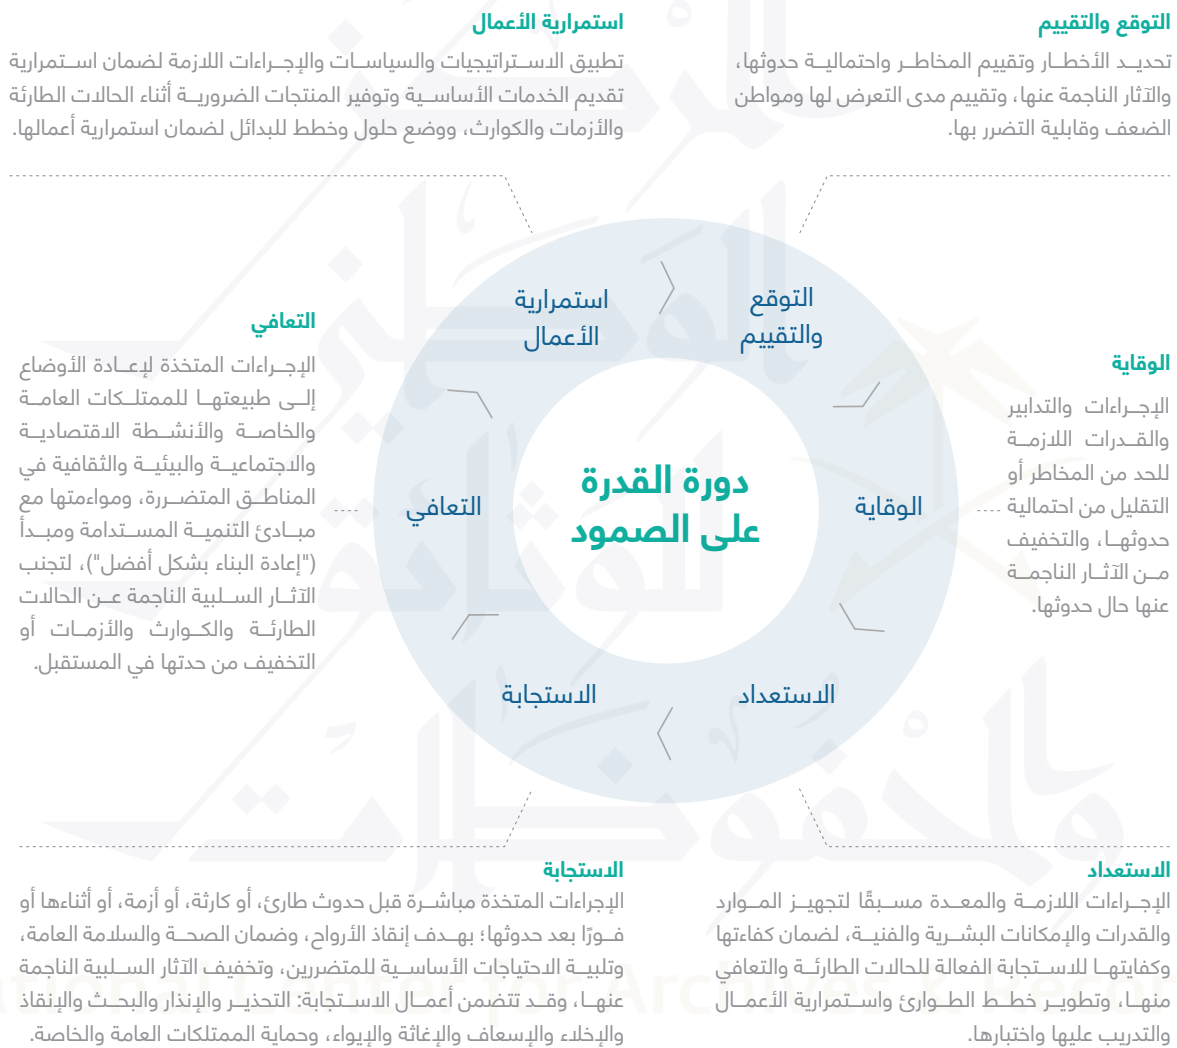 التوقع والتقييم
تحديد الأخطار وتقييم المخاطر واحتمالية حدوثها،
والآثار الناجمة عنها، وتقييم مدى التعرض لها ومواطن
الضعف وقابلية التضرر بها.
استمرارية الأعمال
تطبيق الاستراتيجيات والسياسات والإجراءات اللازمة لضمان استمرارية
تقديم الخدمات الأساسية وتوفير المنتجات الضرورية أثناء الحالات الطارئة
والأزمات والكوارث، ووضع حلول وخطط للبدائل لضمان استمرارية أعمالها.
التوقع
والتقييم
استمرارية
الأعمال
الوقاية
الإجراءات والتدابير
والقدرات اللازمة
للحد من المخاطر أو
التقليل من احتمالية
حدوثها، والتخفيف
من الآثار الناجمة
عنها حال حدوثها.
الوقاية
دورة القدرة
على الصمود
التعافي
التعافي
الإجراءات المتخذة لإعادة الأوضاع
إلى طبيعتها للممتلكات العامة
والخاصة والأنشطة الاقتصادية
والاجتماعية والبيئية والثقافية في
المناطق المتضررة، ومواءمتها مع
مبادئ التنمية المستدامة ومبدأ
("إعادة البناء بشكل أفضل")، لتجنب
الآثار السلبية الناجمة عن الحالات
الطارئة والكوارث والأزمات أو
التخفيف من حدتها في المستقبل.
الاستعداد
الاستجابة
الاستعداد
الإجراءات اللازمة والمعدة مسبقًا لتجهيز الموارد
والقدرات والإمكانات البشرية والفنية، لضمان كفاءتها
وكفايتها للاستجابة الفعالة للحالات الطارئة والتعافي
منها، وتطوير خطط الطوارئ واستمرارية الأعمال
والتدريب عليها واختبارها.
الاستجابة
الإجراءات المتخذة مباشرة قبل حدوث طارئ، أو كارثة، أو أزمة، أو أثناءها أو
فورًا بعد حدوثها؛ بهدف إنقاذ الأرواح، وضمان الصحة والسلامة العامة،
وتلبية الاحتياجات الأساسية للمتضررين، وتخفيف الآثار السلبية الناجمة
عنها، وقد تتضمن أعمال الاستجابة: التحذير والإنذار والبحث والإنقاذ
والإخلاء والإسعاف والإغاثة والإيواء، وحماية الممتلكات العامة والخاصة.
المركز
الوطني
للوثائق
والمحفوظات
Center for Archives &